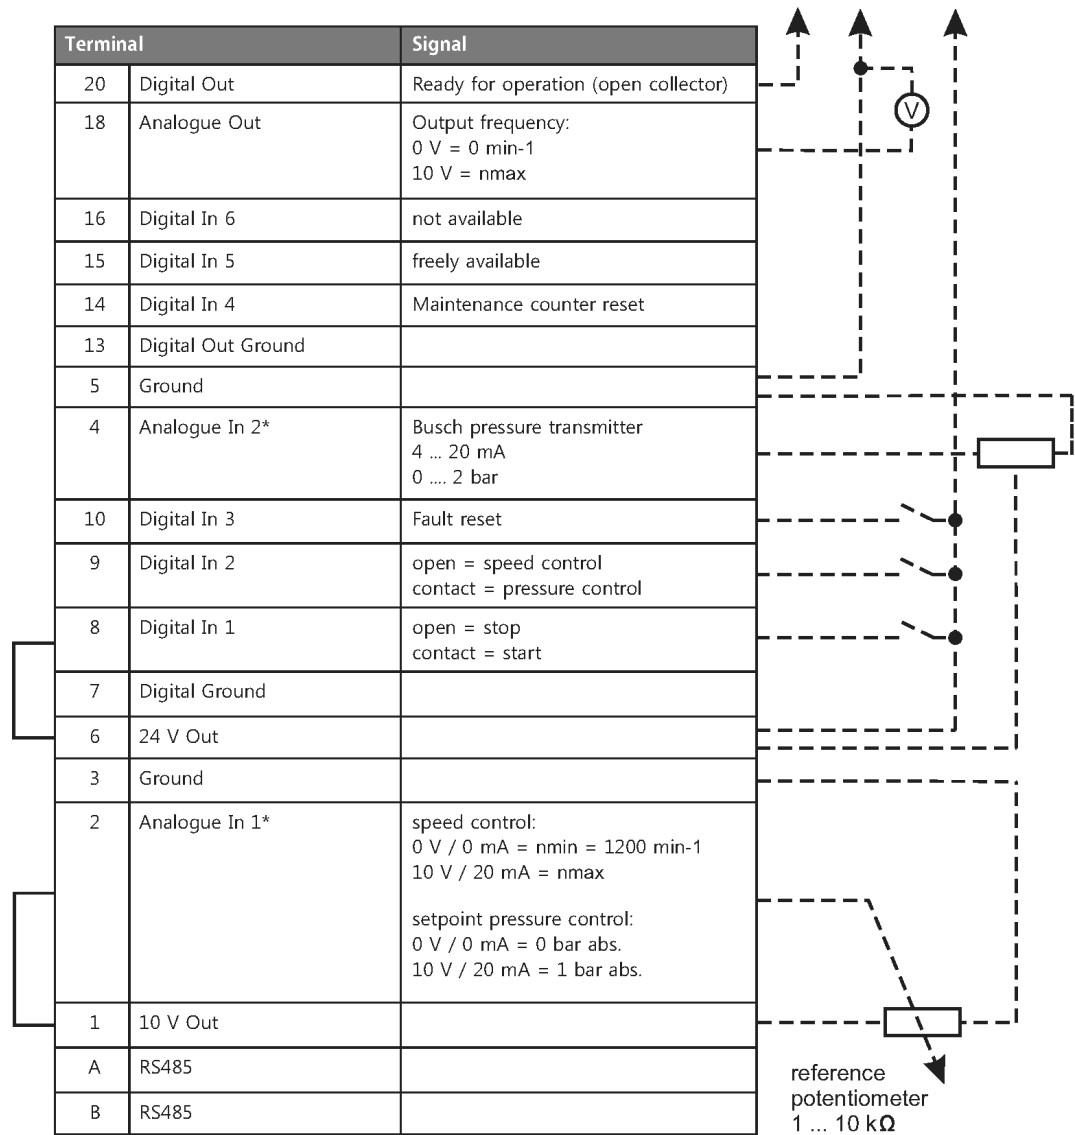 Terminal Signal
20 Digital Out Ready for operation (open collector)
18 Analogue Out Output frequency:
0 V = 0 min-1
10 V = nmax
V
16 Digital In 6 not available
15 Digital In 5 freely available
14 Digital In 4 Maintenance counter reset
13 Digital Out Ground
5 Ground
4 Analogue In 2* Busch pressure transmitter
4 ... 20 mA
0 .... 2 bar
10 Digital In 3 Fault reset
9 Digital In 2 open = speed control
contact = pressure control
8 Digital In 1 open = stop
contact = start
7 Digital Ground
6 24 V Out
3 Ground
2 Analogue In 1* speed control:
0 V / 0 mA = nmin = 1200 min-1
10 V / 20 mA = nmax
setpoint pressure control:
0 V / 0 mA = 0 bar abs.
10 V / 20 mA = 1 bar abs.
1 10 V Out
A RS485
B RS485
reference
potentiometer
1 ... 10 kΩ